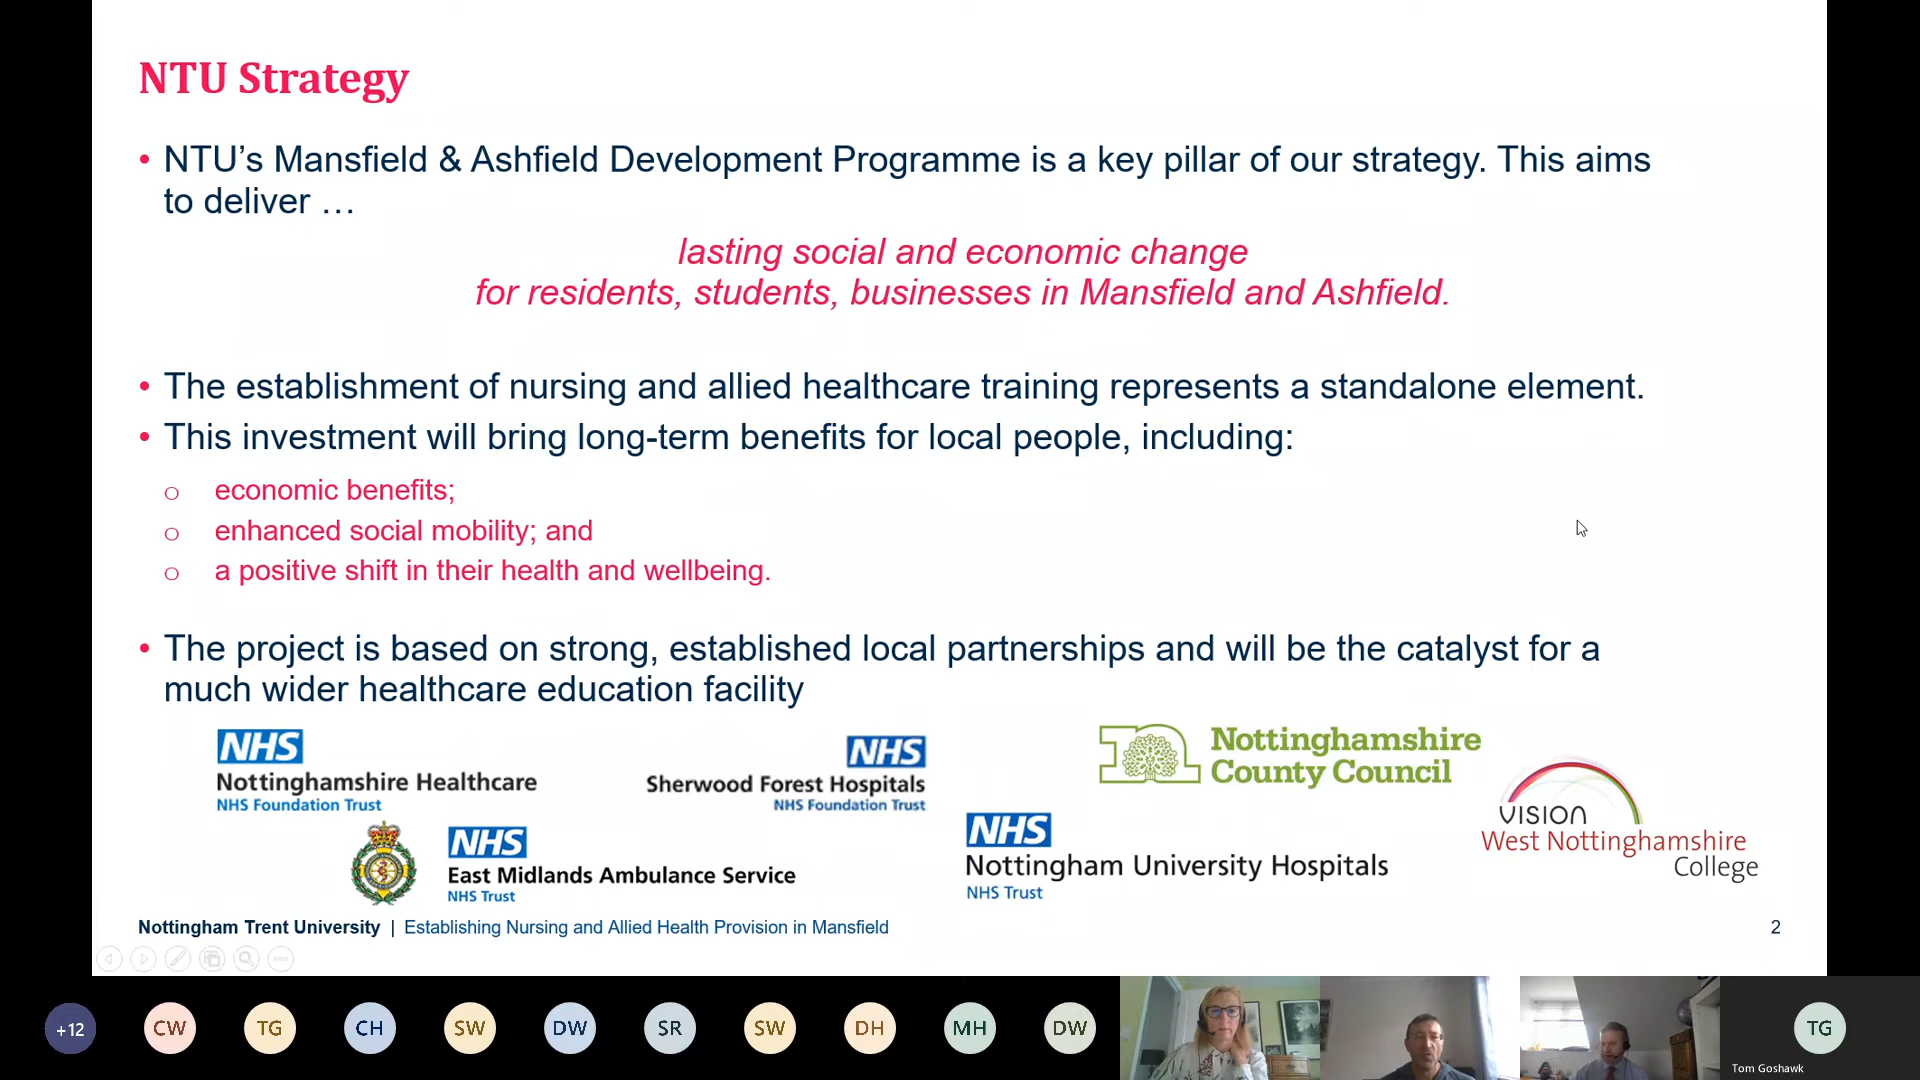 NTU Strategy
• NTU’s Mansfield & Ashfield Development Programme is a key pillar of our strategy. This aims
to deliver …
lasting social and economic change
for residents, students, businesses in Mansfield and Ashfield.
• The establishment of nursing and allied healthcare training represents a standalone element.
• This investment will bring long-term benefits for local people, including:
o economic benefits;
o enhanced social mobility; and
o a positive shift in their health and wellbeing.
• The project is based on strong, established local partnerships and will be the catalyst for a
much wider healthcare education facility
NHS
Nottinghamshire Healthcare
NHS Foundation Trust
NHS
Sherwood Forest Hospitals
NHS Foundation Trust
Nottinghamshire
County Council
VISION
West Nottinghamshire
College
NHS
East Midlands Ambulance Service
NHS Trust
NHS
Nottingham University Hospitals
NHS Trust
Nottingham Trent University | Establishing Nursing and Allied Health Provision in Mansfield
2
+12
CW
TG
CH
SW
DW
SR
SW
DH
MH
DW
TG
Tom Goshawk